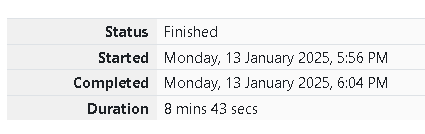 Status Finished
Started Monday, 13 January 2025, 5:56 PM
Completed Monday, 13 January 2025, 6:04 PM
Duration 8 mins 43 secs